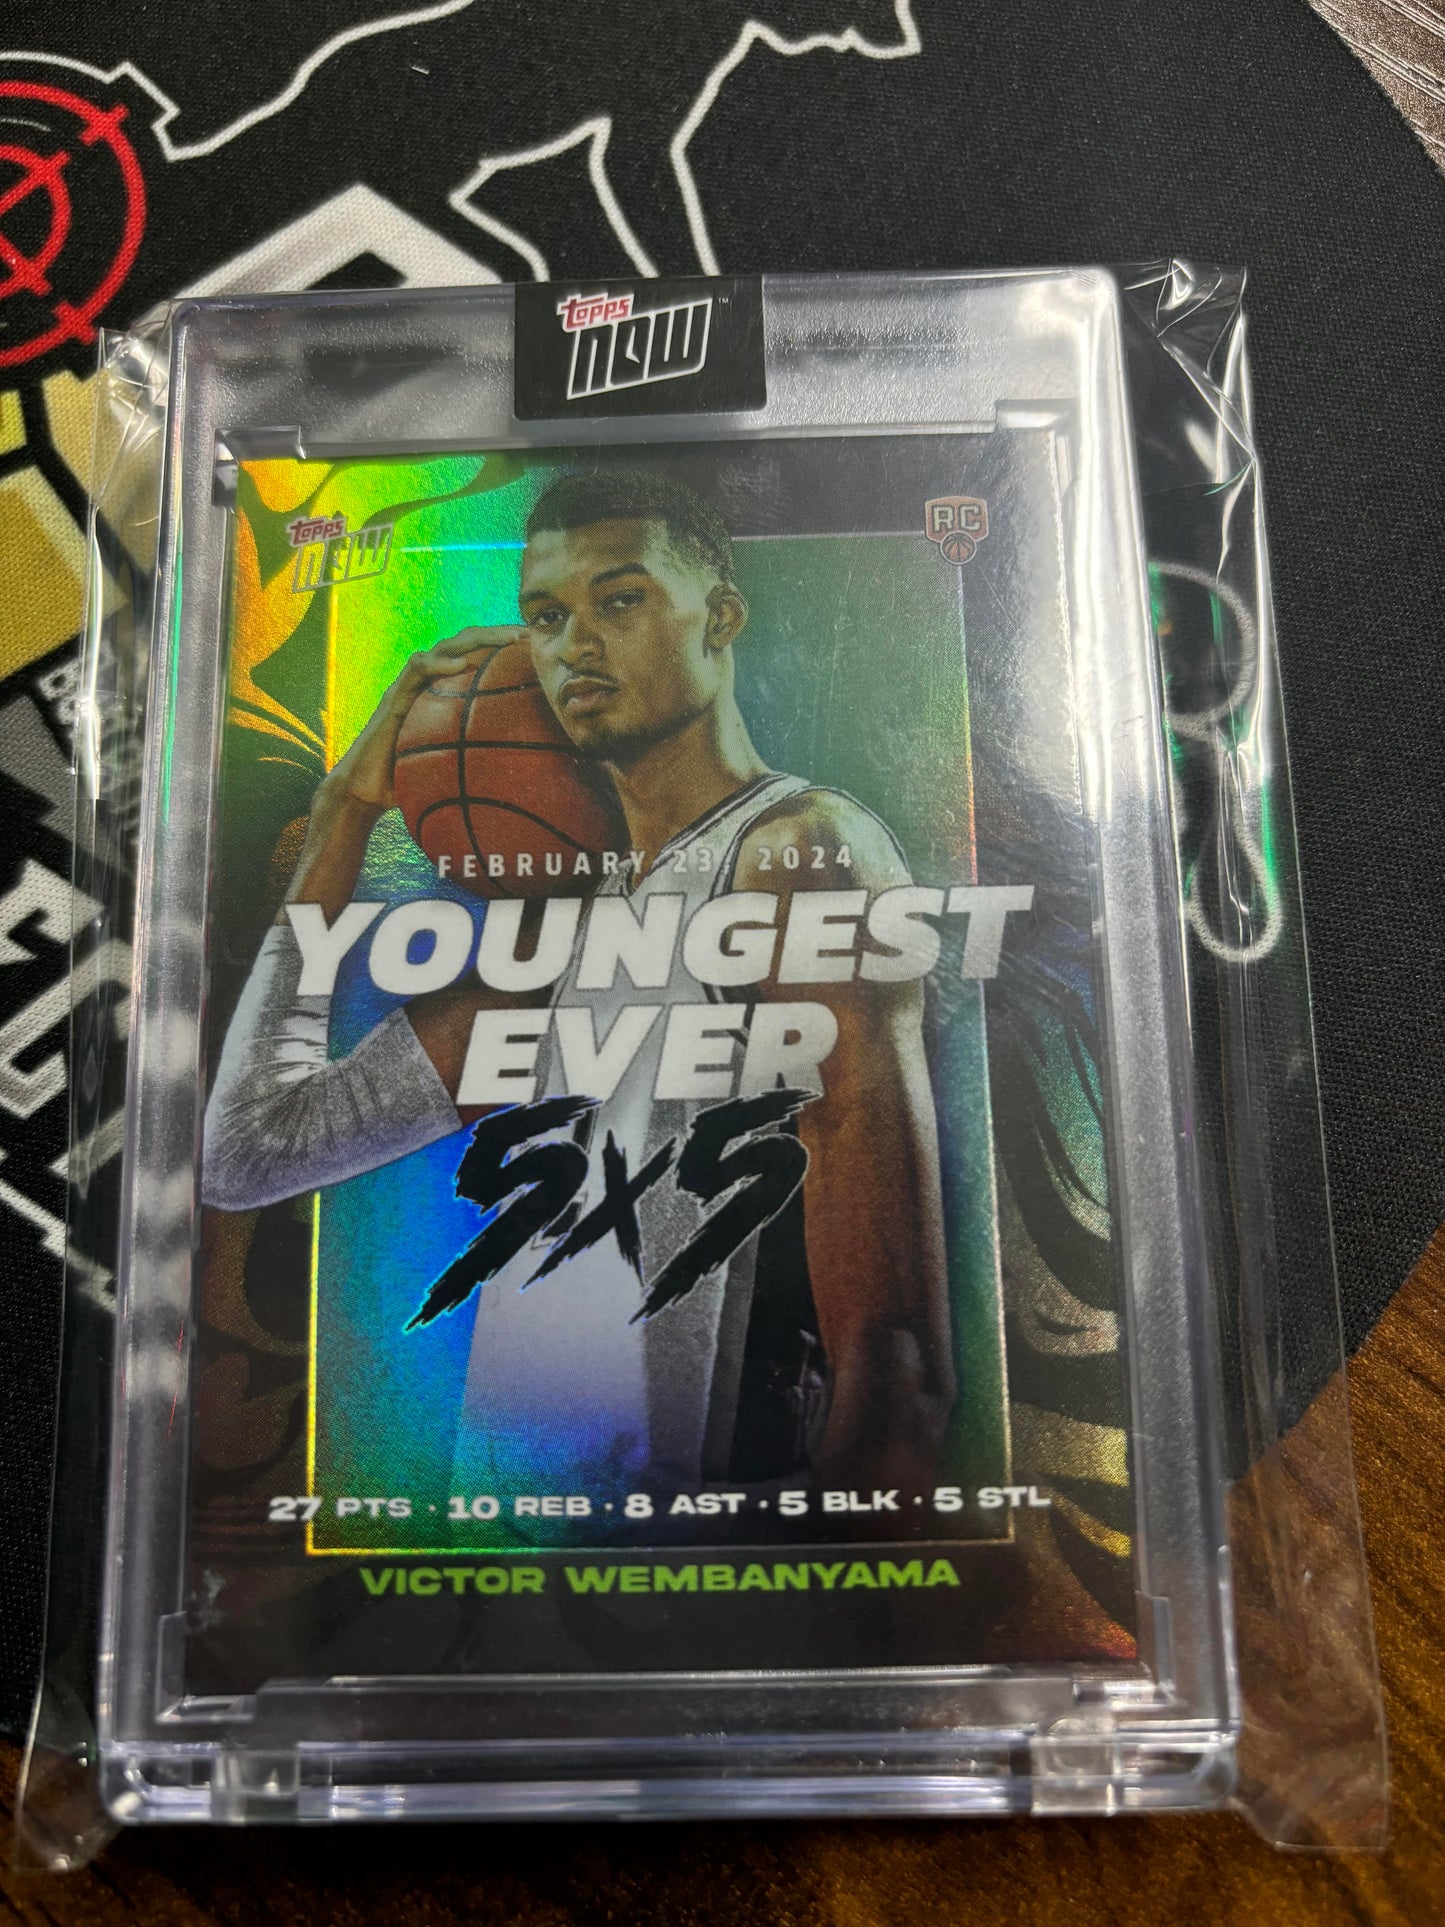 topps
now™
topps
now
RC
FEBRUARY 23, 2024
YOUNGEST
EVER
5x5
27 PTS · 10 REB · 8 AST · 5 BLK · 5 STL
VICTOR WEMBANYAMA